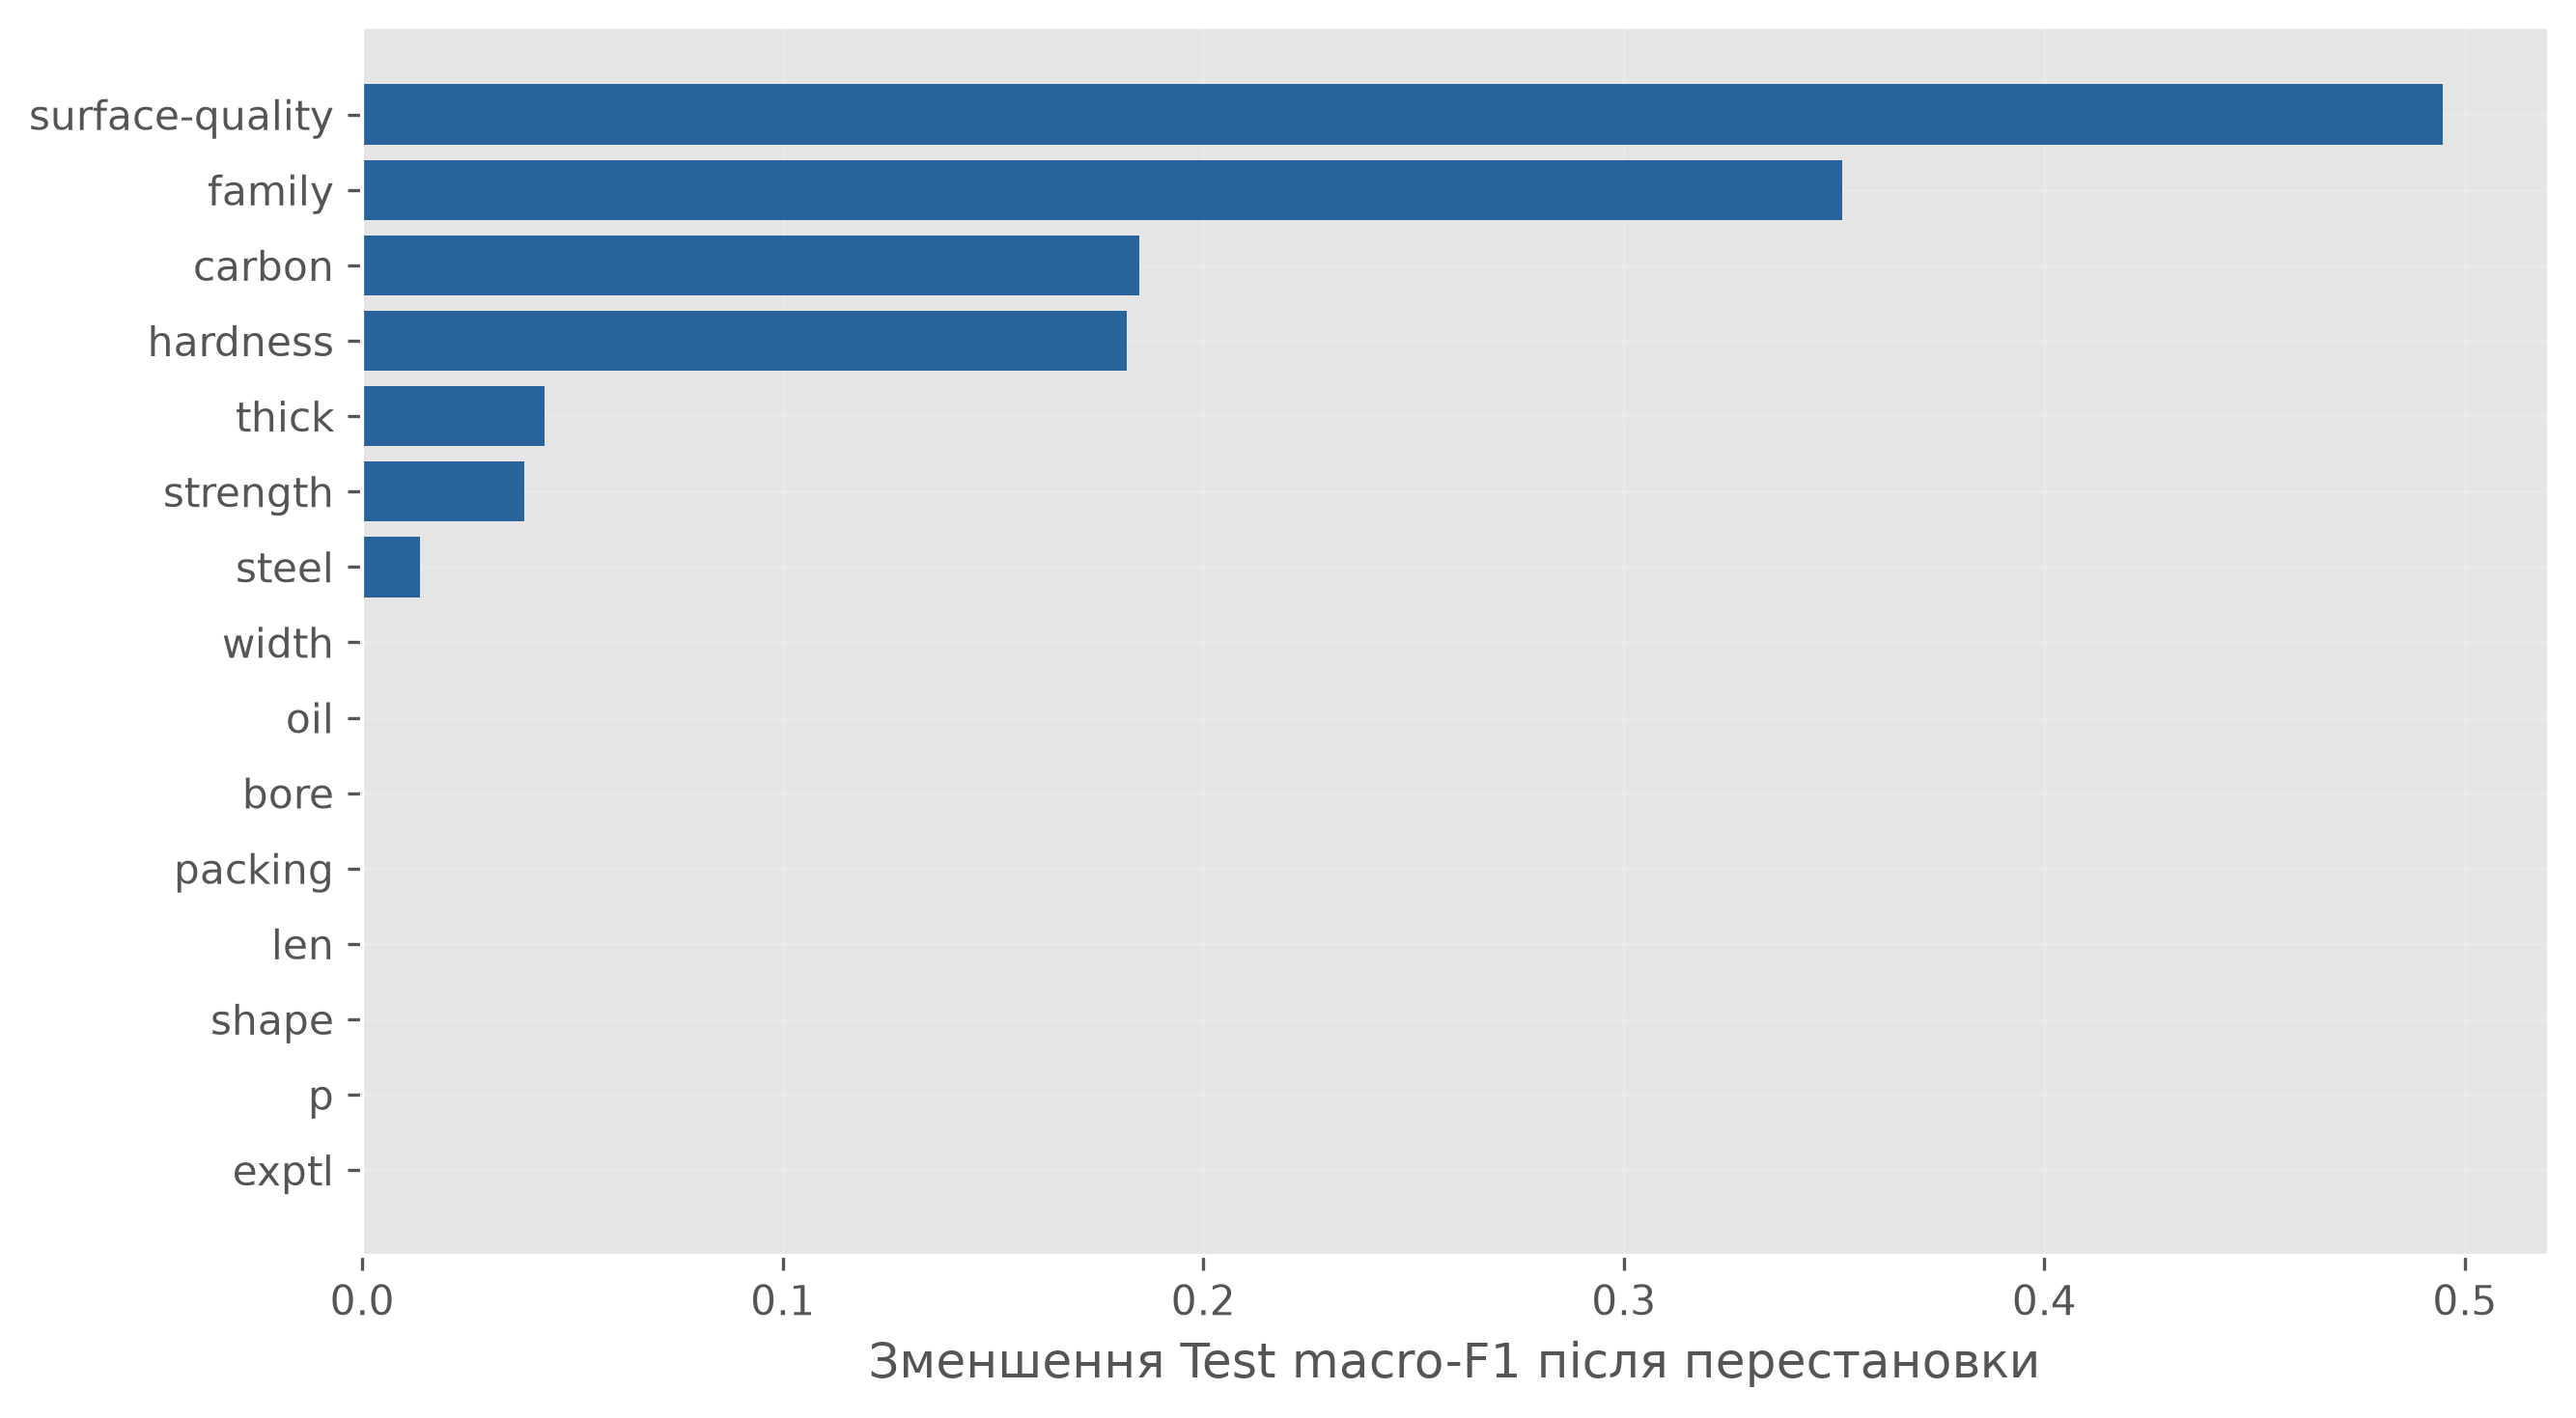 surface-quality
family
carbon
hardness
thick
strength
steel
width
oil
bore
packing
len
shape
p
exptl
0.0 0.1 0.2 0.3 0.4 0.5
Зменшення Test macro-F1 після перестановки